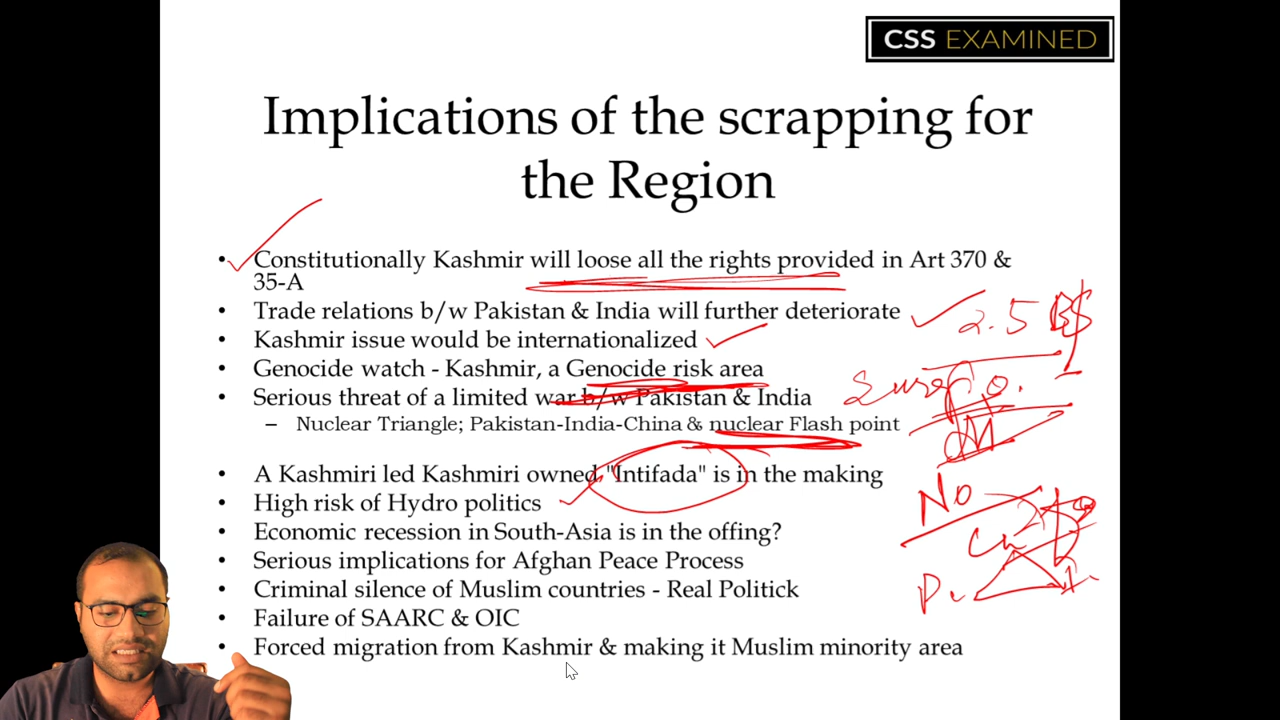 CSS EXAMINED
Implications of the scrapping for
the Region
• Constitutionally Kashmir will loose all the rights provided in Art 370 &
35-A
• Trade relations b/w Pakistan & India will further deteriorate
2.5 B$
• Kashmir issue would be internationalized
• Genocide watch - Kashmir, a Genocide risk area
• Serious threat of a limited war b/w Pakistan & India
– Nuclear Triangle; Pakistan-India-China & nuclear Flash point
• A Kashmiri led Kashmiri owned "Intifada" is in the making
No
• High risk of Hydro politics
• Economic recession in South-Asia is in the offing?
• Serious implications for Afghan Peace Process
• Criminal silence of Muslim countries - Real Politick
P. I.
• Failure of SAARC & OIC
• Forced migration from Kashmir & making it Muslim minority area